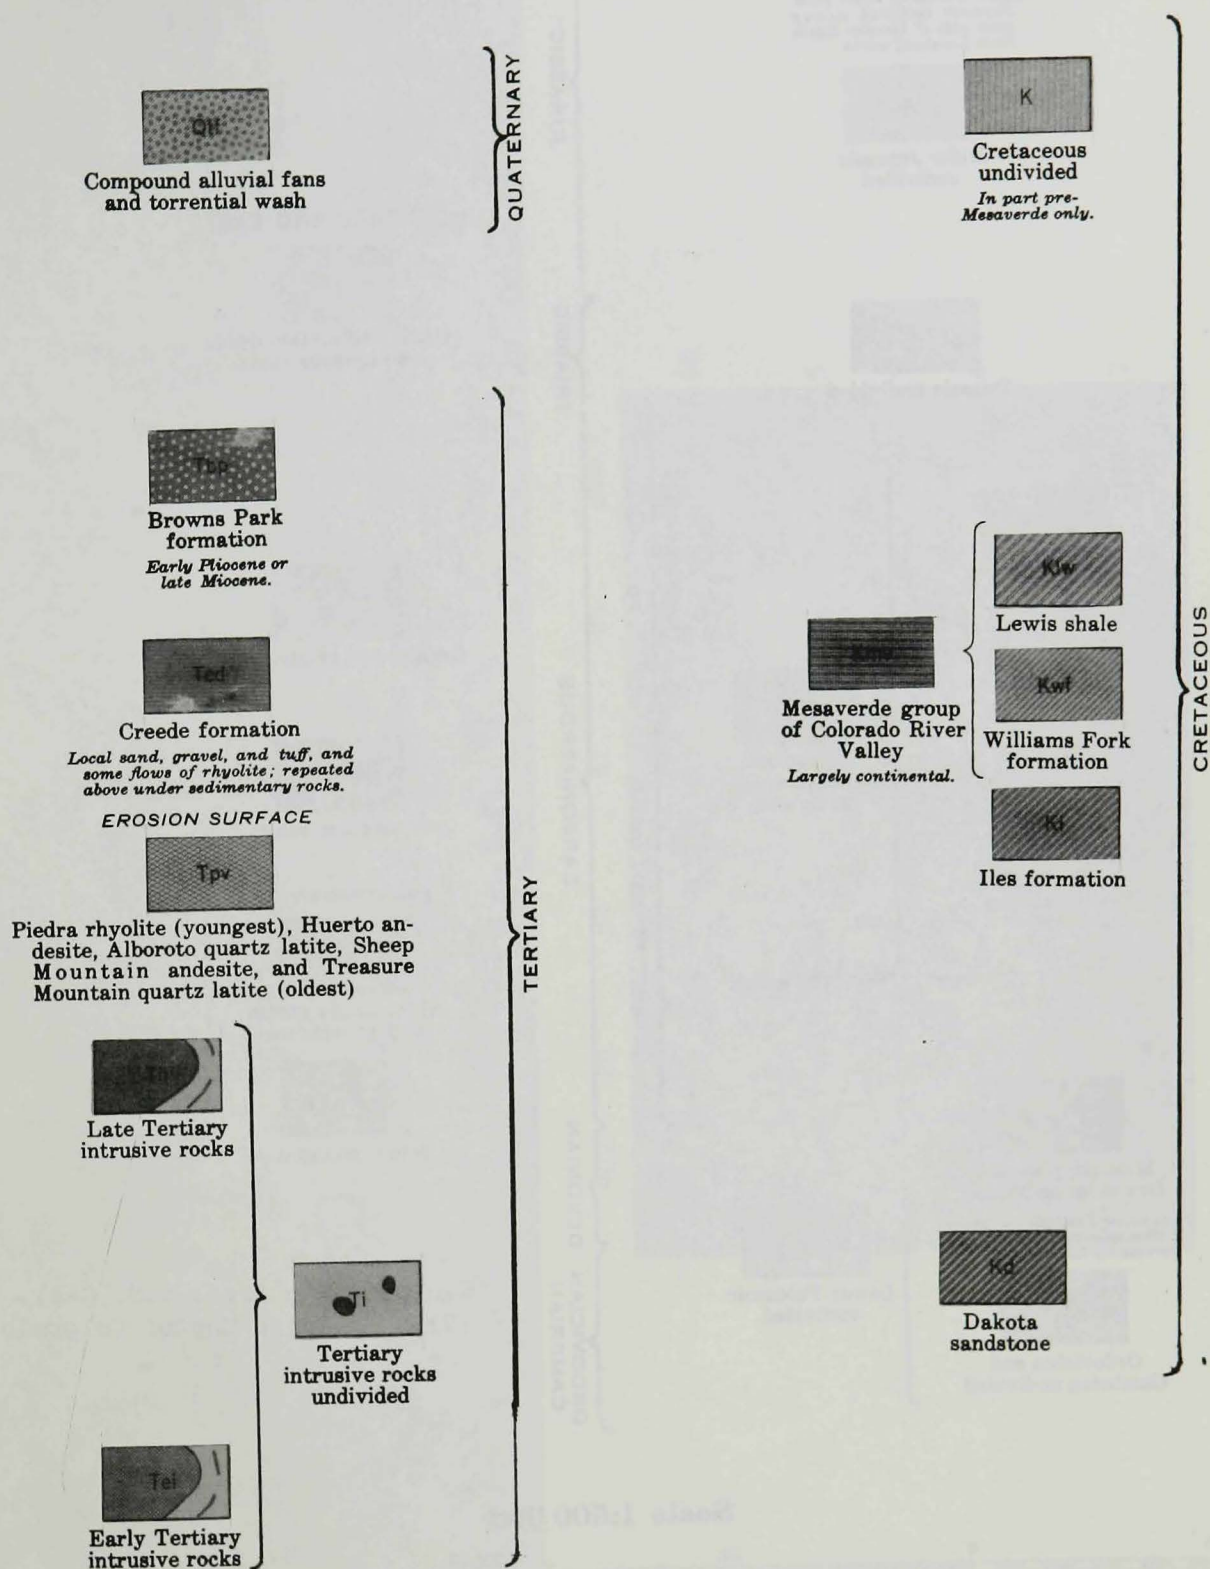 QUATERNARY
Compound alluvial fans
and torrential wash
TERTIARY
Tbp
Browns Park
formation
Early Pliocene or
late Miocene.
Tcd
Creede formation
Local sand, gravel, and tuff, and
some flows of rhyolite; repeated
above under sedimentary rocks.
EROSION SURFACE
Tpv
Piedra rhyolite (youngest), Huerto an-
desite, Alboroto quartz latite, Sheep
Mountain andesite, and Treasure
Mountain quartz latite (oldest)
Late Tertiary
intrusive rocks
Ti
Tertiary
intrusive rocks
undivided
Tei
Early Tertiary
intrusive rocks
CRETACEOUS
K
Cretaceous
undivided
In part pre-
Mesaverde only.
Mesaverde group
of Colorado River
Valley
Largely continental.
Klw
Lewis shale
Kwf
Williams Fork
formation
Ki
Iles formation
Kd
Dakota
sandstone